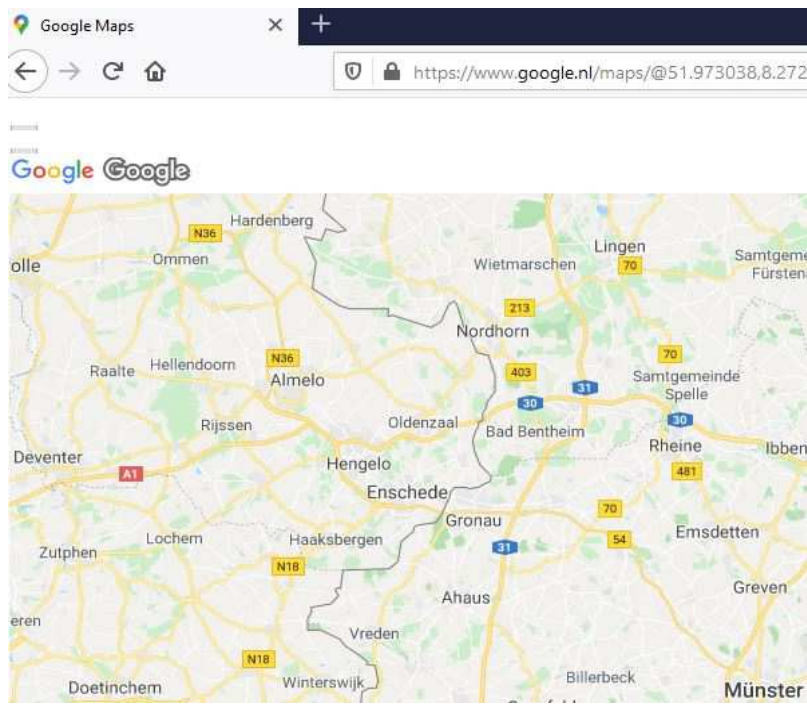 Google Maps
https://www.google.nl/maps/@51.973038,8.272
Google Google
Hardenberg
N36
Lingen
olle
Ommen
Wietmarschen
70
Samtgeme
Fürsten
213
Nordhorn
Raalte
Hellendoorn
N36
Almelo
403
70
31
Samtgemeinde
Spelle
30
Rijssen
Oldenzaal
Bad Bentheim
30
Rheine
Ibben
Deventer
A1
Hengelo
481
Enschede
Gronau
70
54
Emsdetten
Zutphen
Lochem
Haaksbergen
31
N18
Ahaus
Greven
eren
Vreden
N18
Doetinchem
Winterswijk
Billerbeck
Münster